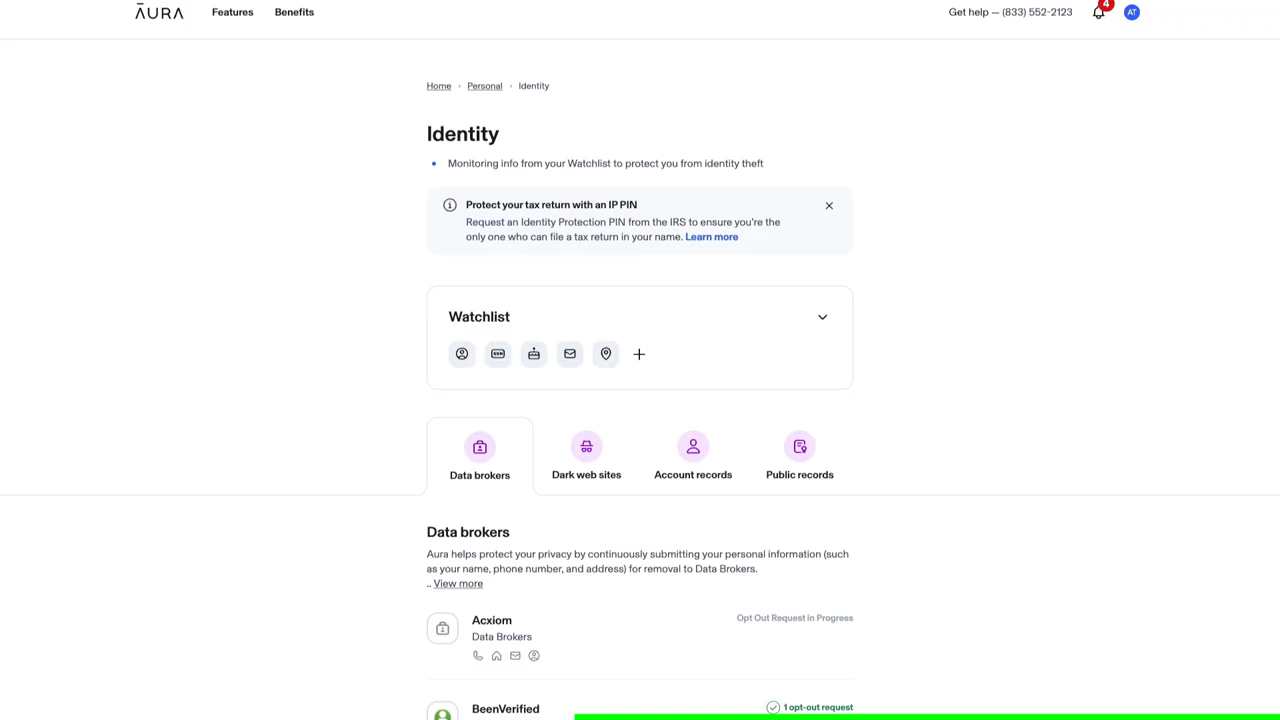 ĀURA
Features
Benefits
Get help — (833) 552-2123
4
AT
Home › Personal › Identity
Identity
• Monitoring info from your Watchlist to protect you from identity theft
Protect your tax return with an IP PIN
Request an Identity Protection PIN from the IRS to ensure you're the
only one who can file a tax return in your name. Learn more
Watchlist
SSN
Data brokers
Dark web sites
Account records
Public records
Data brokers
Aura helps protect your privacy by continuously submitting your personal information (such
as your name, phone number, and address) for removal to Data Brokers.
.. View more
Acxiom
Opt Out Request in Progress
Data Brokers
BeenVerified
1 opt-out request